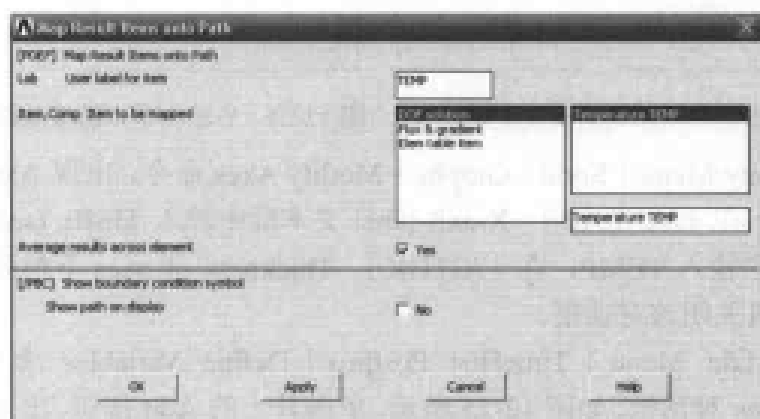 Map Result Items onto Path
[PDEF] Map Result Items onto Path
Lab User label for item
TEMP
Item,Comp Item to be mapped
DOF solution
Flux & gradient
Elem table item
Temperature TEMP
Temperature TEMP
Average results across element
Yes
[/PBC] Show boundary condition symbol
Show path on display
No
OK
Apply
Cancel
Help